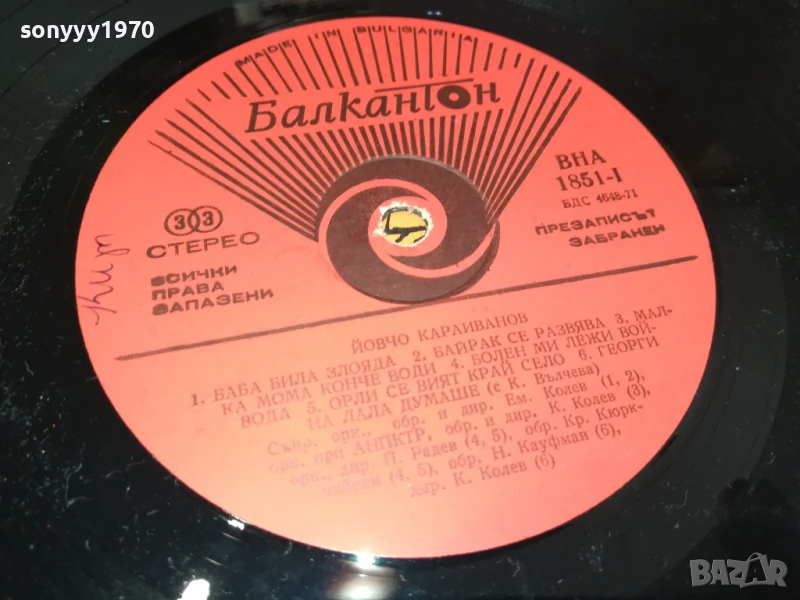 sonyyy1970
MADE IN BULGARIA
Балкантон
ВНА
1851-I
БДС 4648-71
ПРЕЗАПИСЪТ
ЗАБРАНЕН
33
СТЕРЕО
ВСИЧКИ
ПРАВА
ЗАПАЗЕНИ
ЙОВЧО КАРАИВАНОВ
1. БАБА БИЛА ЗЛОЯДА 2. БАЙРАК СЕ РАЗВЯВА 3. МАЛ-
КА МОМА КОНЧЕ ВОДИ 4. БОЛЕН МИ ЛЕЖИ ВОЙ-
ВОДА 5. ОРЛИ СЕ ВИЯТ КРАЙ СЕЛО 6. ГЕОРГИ
НА ЛАЛА ДУМАШЕ (с К. Вълчева)
Съпр. орк., обр. и дир. Ем. Колев (1, 2),
орк. при АНПКТР, обр. и дир. К. Колев (3),
орк., дир. П. Радев (4, 5), обр. Кр. Кюрк-
(4, 5), обр. Н. Кауфман (6),
дир. К. Колев (6)
BAZAR